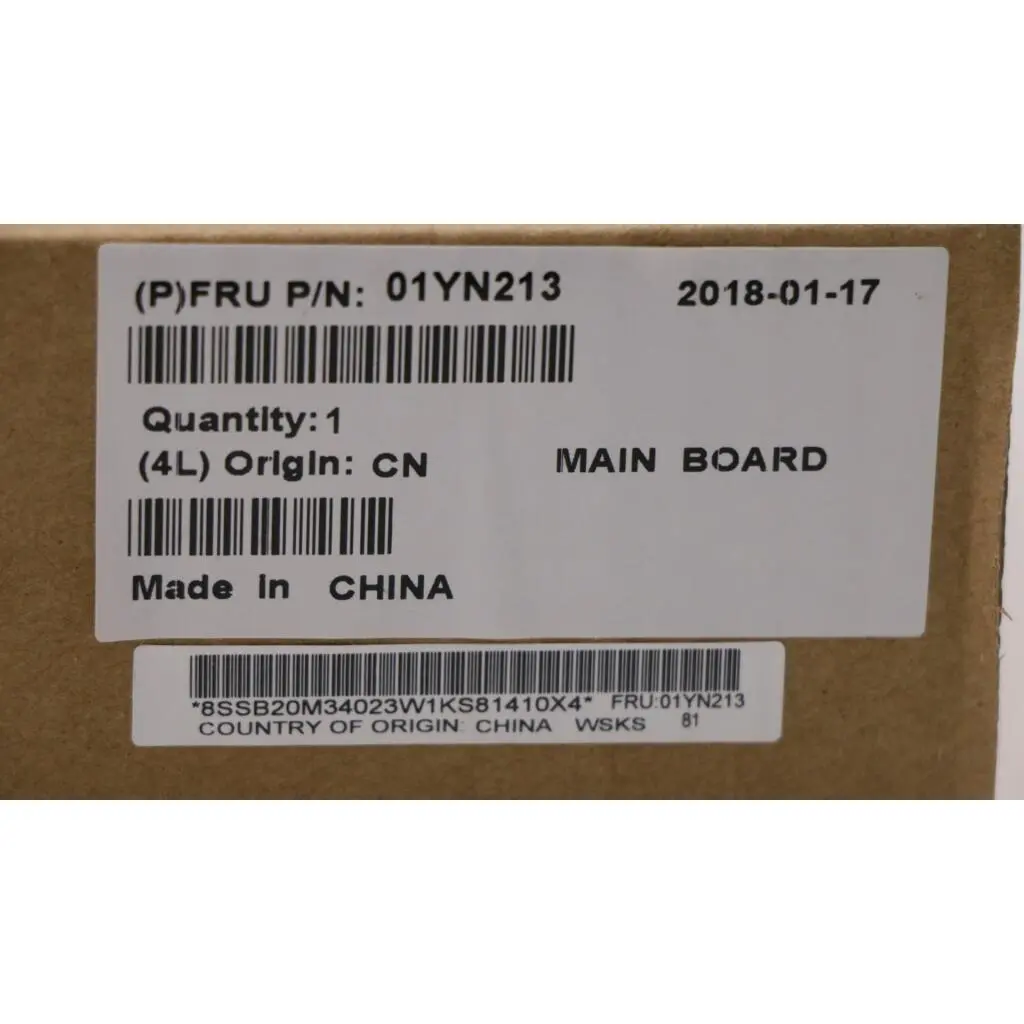 (P)FRU P/N: 01YN213 2018-01-17
Quantity: 1
(4L) Origin: CN MAIN BOARD
Made in CHINA
*8SSB20M34023W1KS81410X4* FRU:01YN213
COUNTRY OF ORIGIN: CHINA WSKS 81